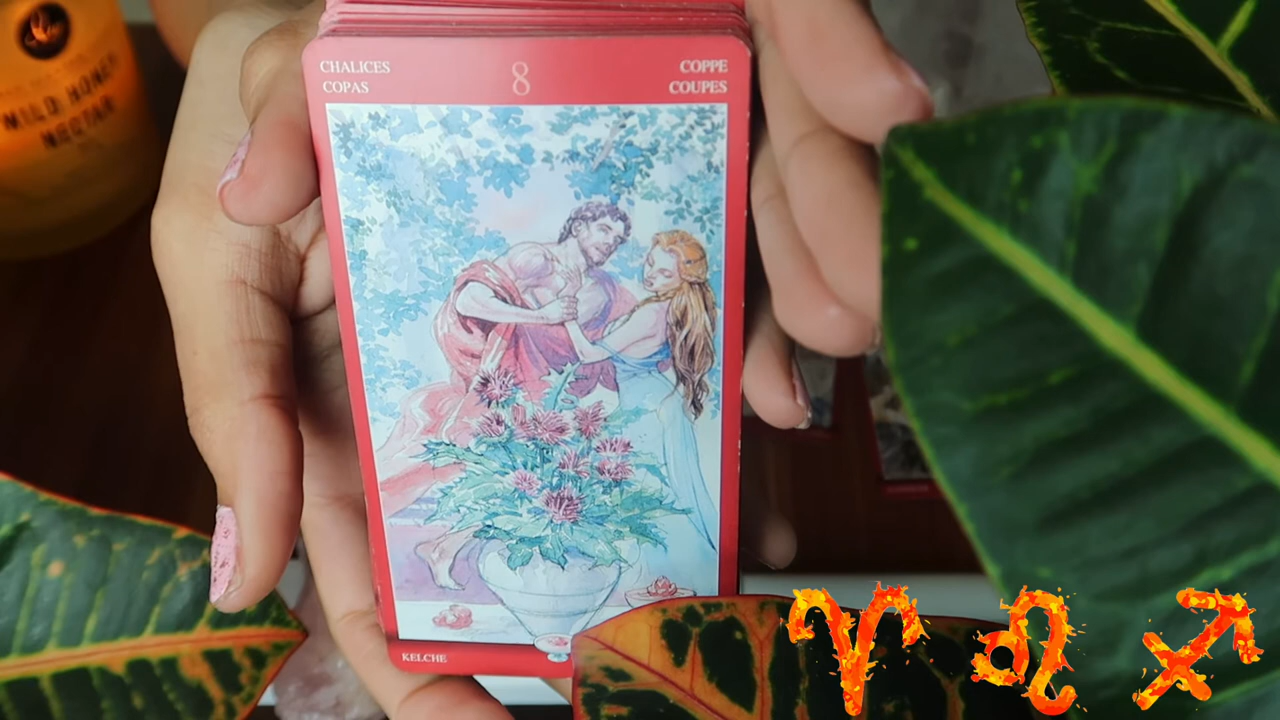 CHALICES
COPAS
8
COPPE
COUPES
WILD HONEY
NECTAR
KELCHE
♈ ♌ ♐